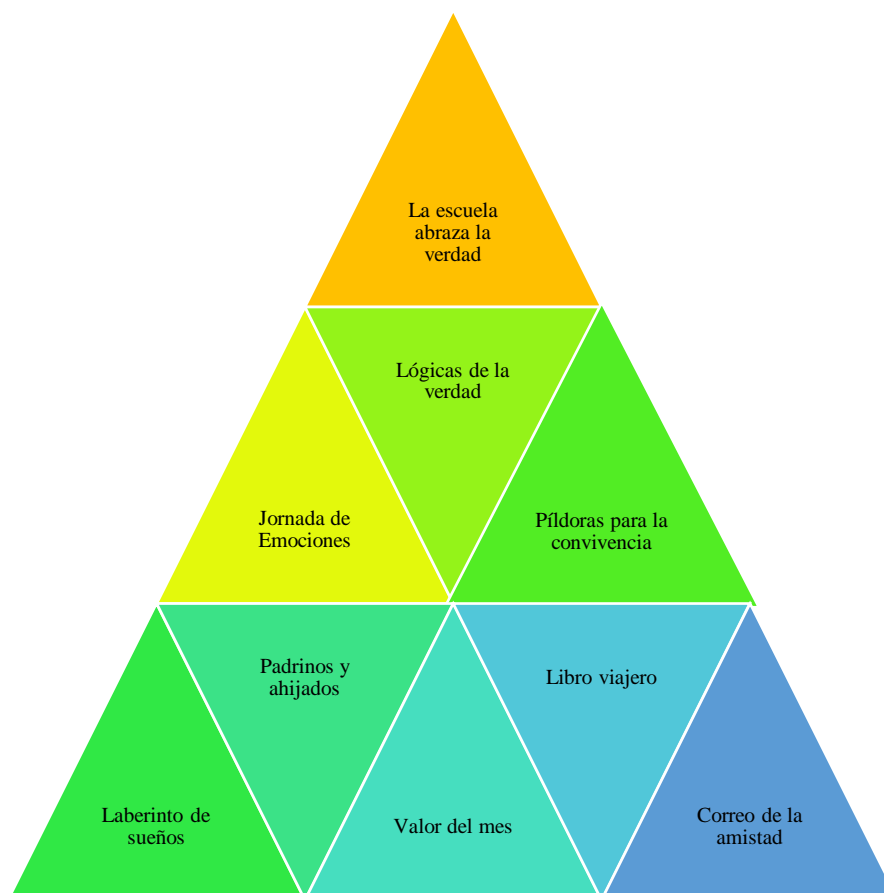 La escuela
abraza la
verdad
Lógicas de la
verdad
Jornada de
Emociones
Píldoras para la
convivencia
Padrinos y
ahijados
Libro viajero
Laberinto de
sueños
Valor del mes
Correo de la
amistad